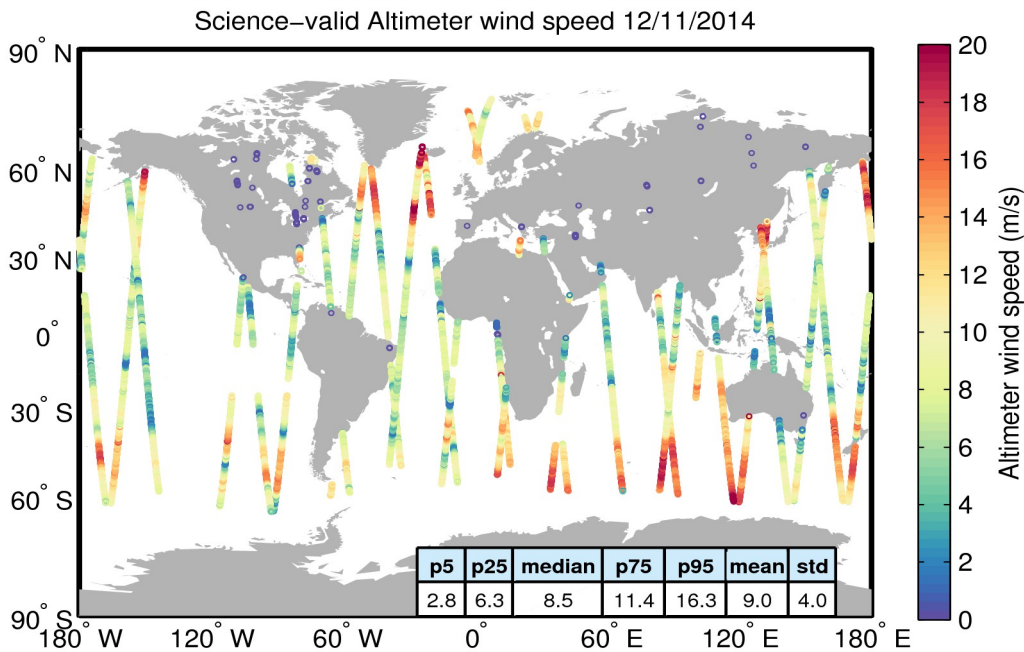 Science−valid Altimeter wind speed 12/11/2014
90° N
60° N
30° N
0°
30° S
60° S
90° S
180° W
120° W
60° W
0°
60° E
120° E
180° E
p5 p25 median p75 p95 mean std
2.8 6.3 8.5 11.4 16.3 9.0 4.0
20
18
16
14
12
10
8
6
4
2
0
Altimeter wind speed (m/s)